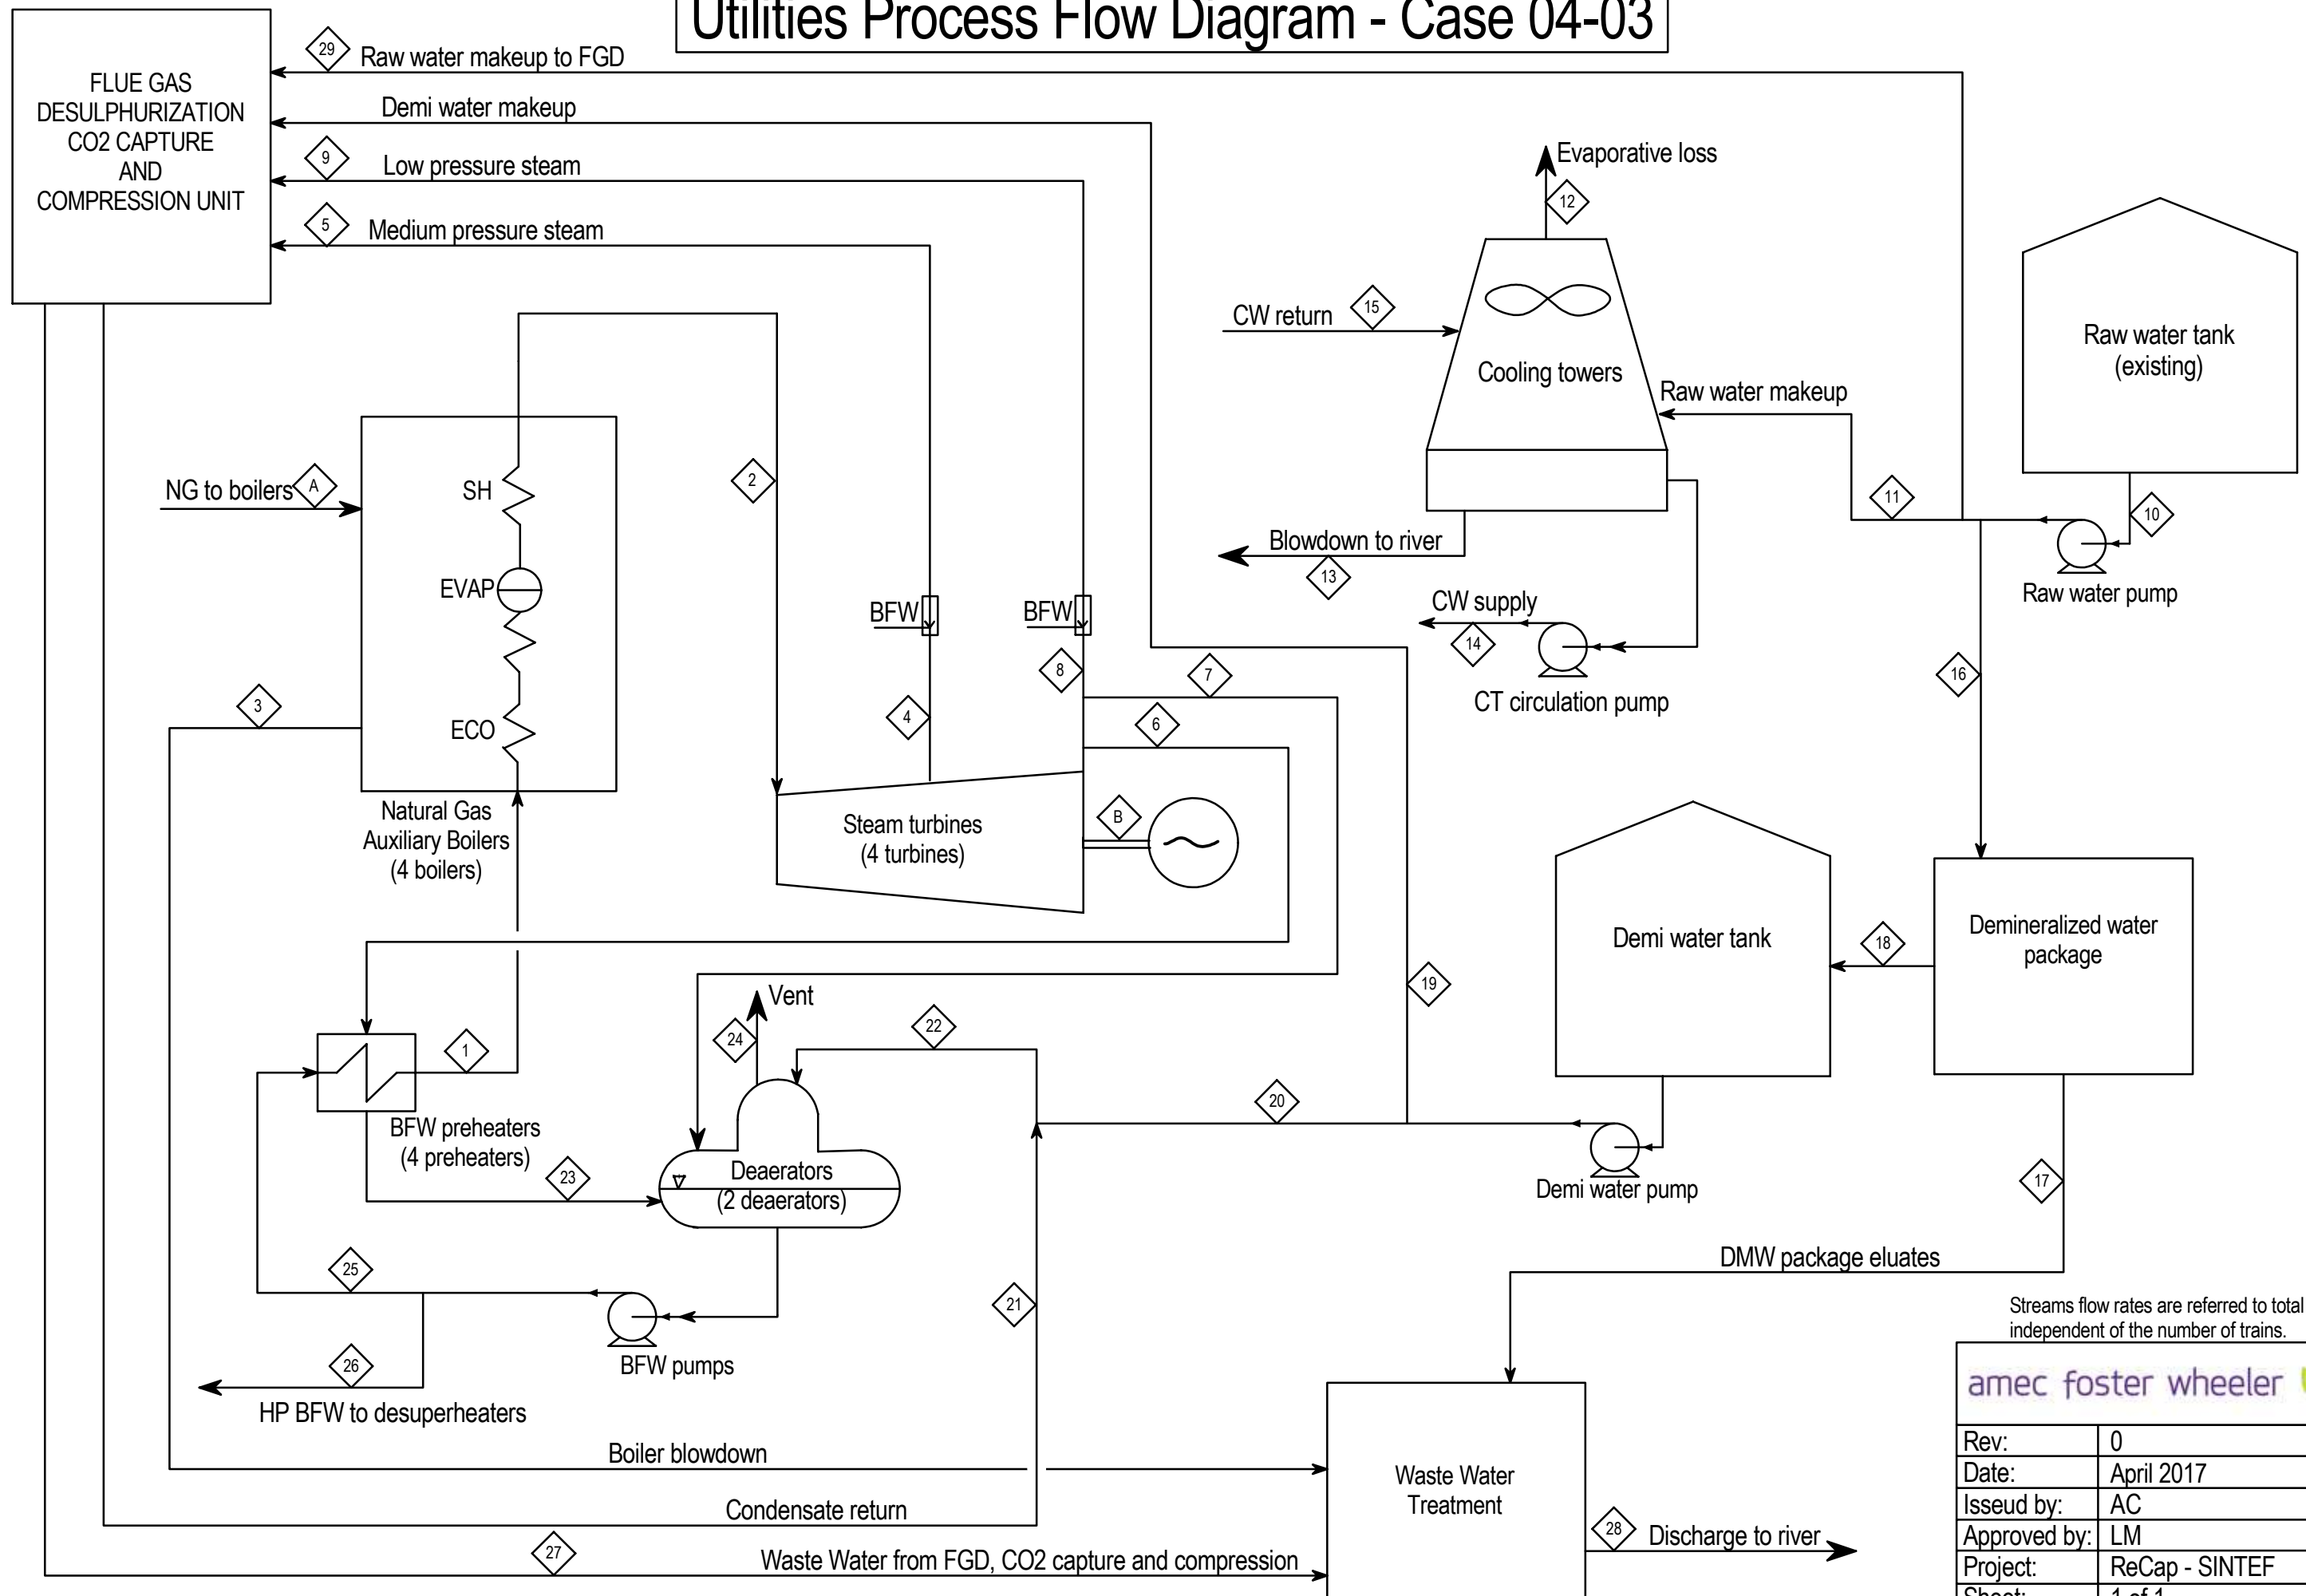 Utilities Process Flow Diagram - Case 04-03
FLUE GAS
DESULPHURIZATION
CO2 CAPTURE
AND
COMPRESSION UNIT
29
Raw water makeup to FGD
Demi water makeup
9
Low pressure steam
5
Medium pressure steam
Evaporative loss
12
CW return
15
Cooling towers
Raw water makeup
Raw water tank
(existing)
NG to boilers
A
SH
EVAP
ECO
2
3
11
10
Raw water pump
Blowdown to river
13
CW supply
14
CT circulation pump
BFW
BFW
8
7
4
6
16
Natural Gas
Auxiliary Boilers
(4 boilers)
Steam turbines
(4 turbines)
B
Demi water tank
18
Demineralized water
package
19
Vent
24
22
1
20
BFW preheaters
(4 preheaters)
23
Deaerators
(2 deaerators)
Demi water pump
17
DMW package eluates
25
21
BFW pumps
26
HP BFW to desuperheaters
Boiler blowdown
Condensate return
27
Waste Water from FGD, CO2 capture and compression
Waste Water
Treatment
28
Discharge to river
Streams flow rates are referred to total
independent of the number of trains.
amec foster wheeler
Rev: 0
Date: April 2017
Isseud by: AC
Approved by: LM
Project: ReCap - SINTEF
Sheet: 1 of 1